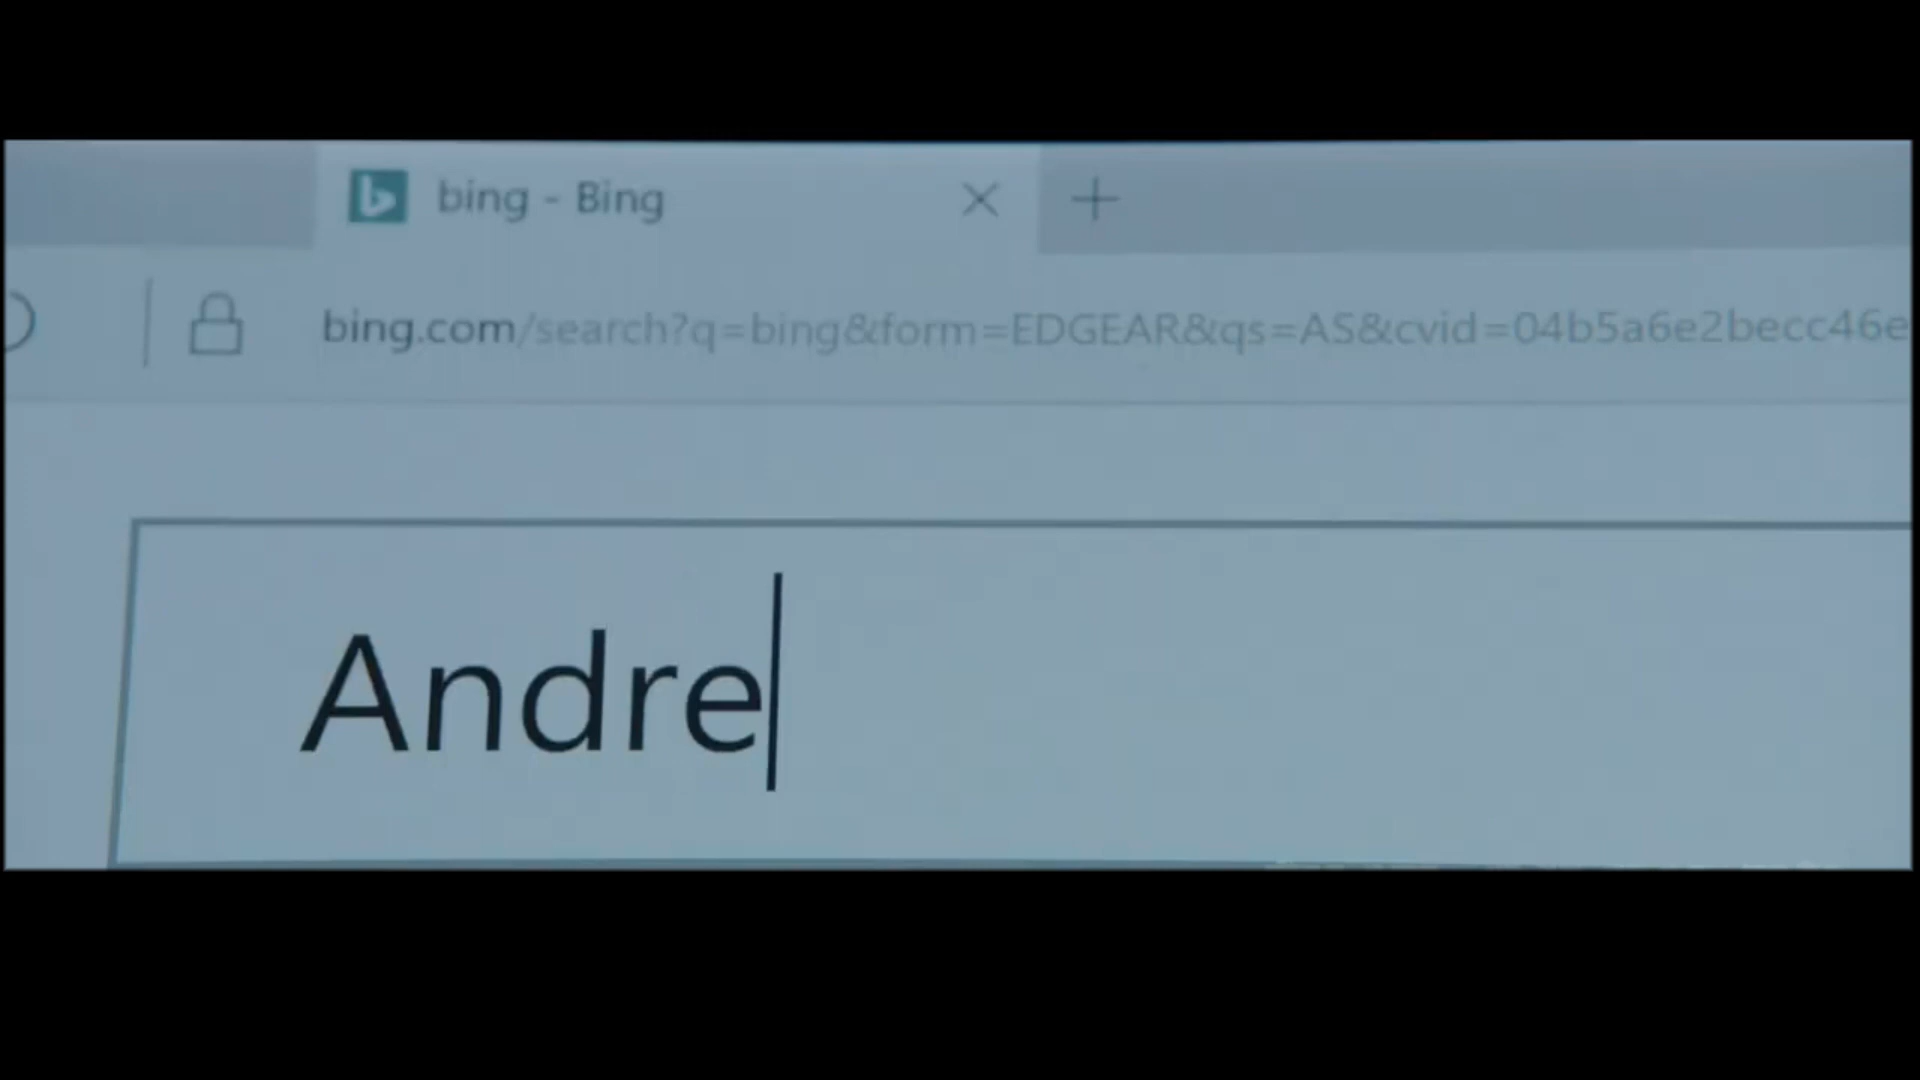 bing - Bing
bing.com/search?q=bing&form=EDGEAR&qs=AS&cvid=04b5a6e2becc46e
Andre